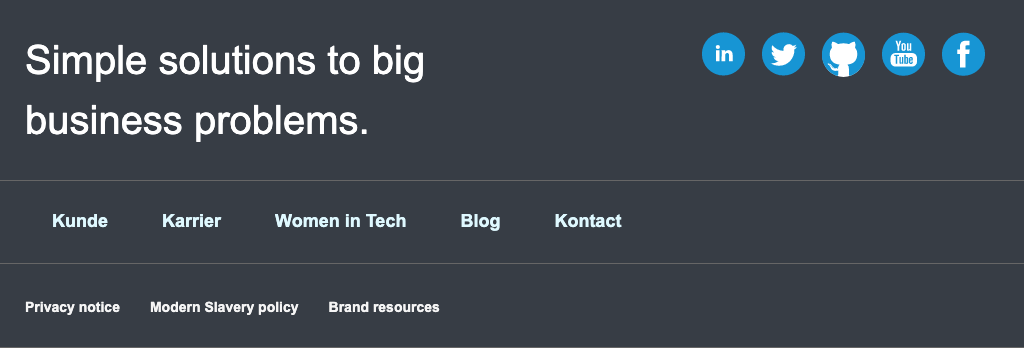 Simple solutions to big
business problems.
in
You
Tube
f
Kunde Karrier Women in Tech Blog Kontact
Privacy notice Modern Slavery policy Brand resources